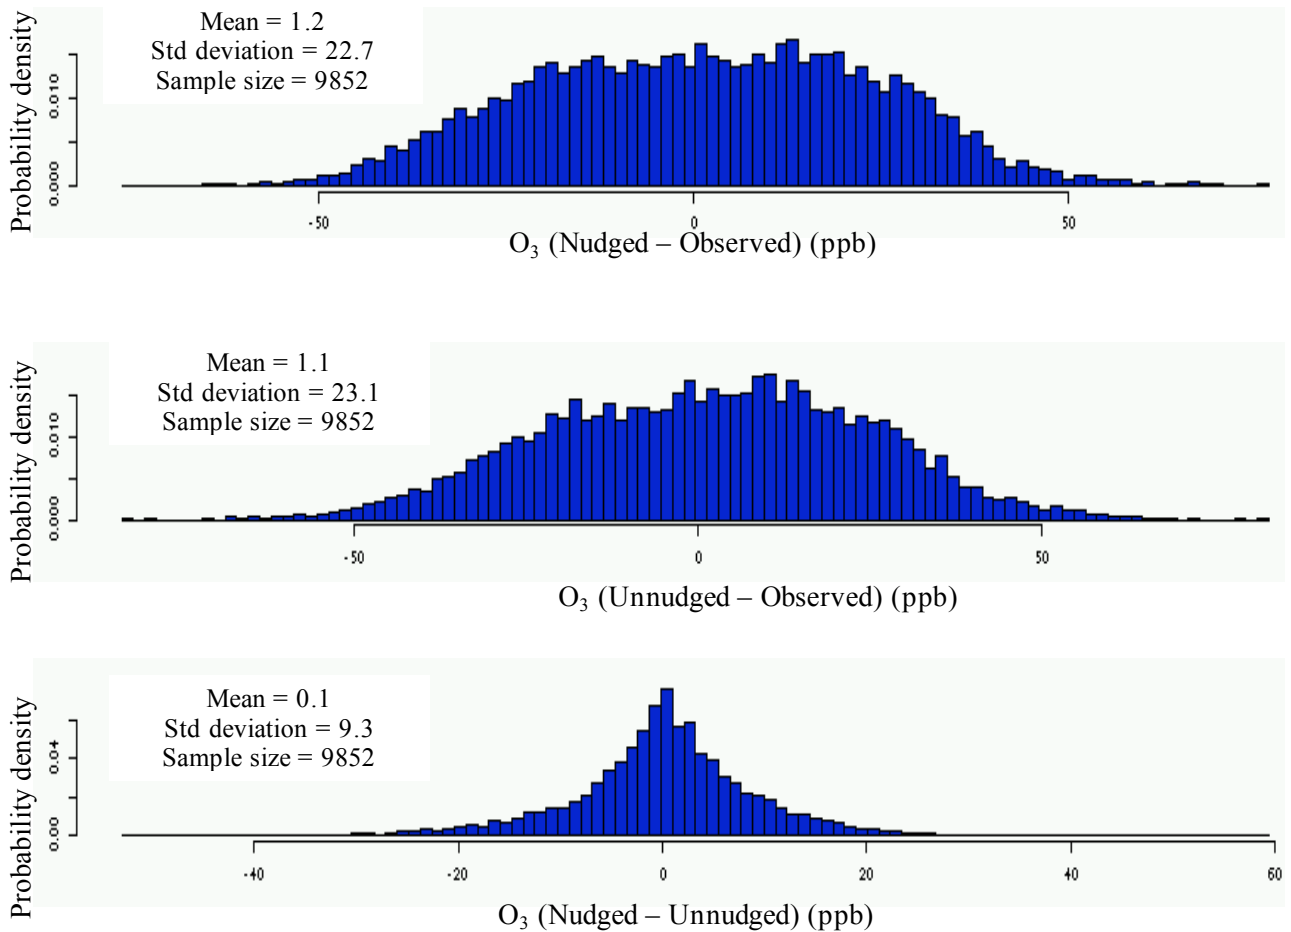 Mean = 1.2
Std deviation = 22.7
Sample size = 9852
Probability density
0.010
0.000
-50
0
50
O₃ (Nudged – Observed) (ppb)
Mean = 1.1
Std deviation = 23.1
Sample size = 9852
Probability density
0.010
0.000
-50
0
50
O₃ (Unnudged – Observed) (ppb)
Mean = 0.1
Std deviation = 9.3
Sample size = 9852
Probability density
0.04
0.00
-40
-20
0
20
40
60
O₃ (Nudged – Unnudged) (ppb)